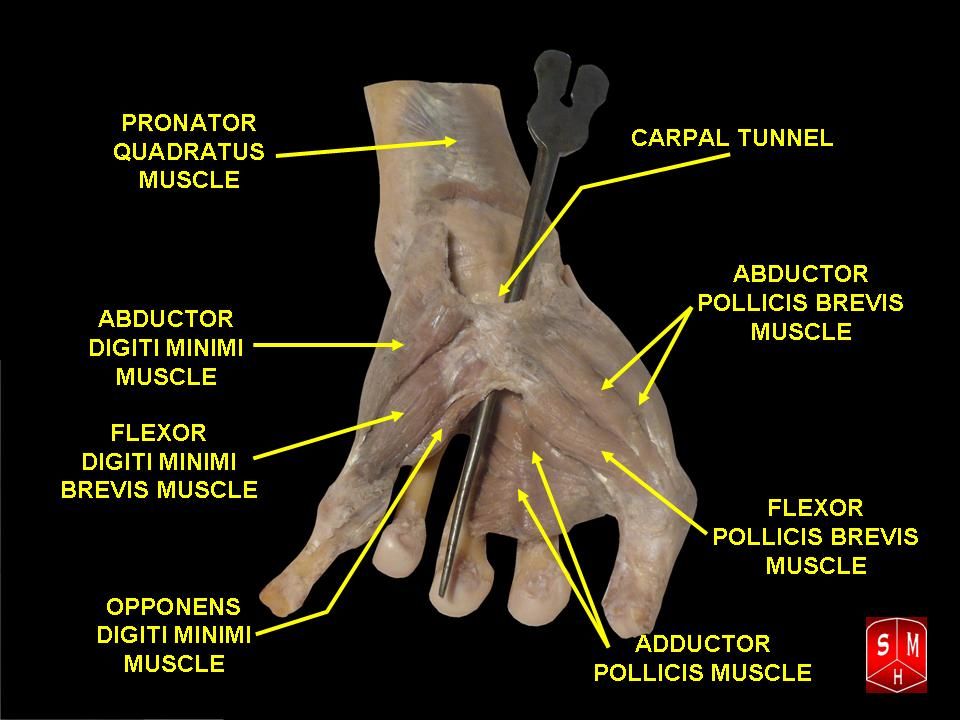 PRONATOR
QUADRATUS
MUSCLE
CARPAL TUNNEL
ABDUCTOR
POLLICIS BREVIS
MUSCLE
ABDUCTOR
DIGITI MINIMI
MUSCLE
FLEXOR
DIGITI MINIMI
BREVIS MUSCLE
FLEXOR
POLLICIS BREVIS
MUSCLE
OPPONENS
DIGITI MINIMI
MUSCLE
ADDUCTOR
POLLICIS MUSCLE
S M
H